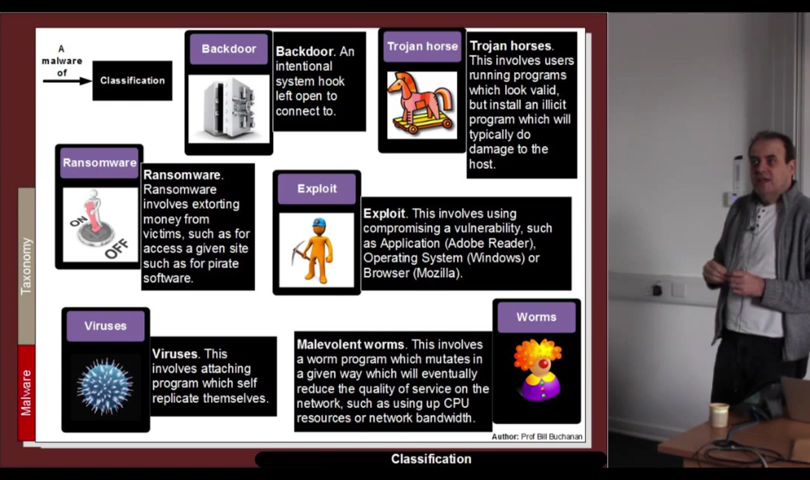 A
malware
of
Classification
Backdoor
Backdoor. An
intentional
system hook
left open to
connect to.
Trojan horse
Trojan horses.
This involves users
running programs
which look valid,
but install an illicit
program which will
typically do
damage to the
host.
Ransomware
Ransomware.
Ransomware
involves extorting
money from
victims, such as for
access a given site
such as for pirate
software.
ON
OFF
Exploit
Exploit. This involves using
compromising a vulnerability, such
as Application (Adobe Reader),
Operating System (Windows) or
Browser (Mozilla).
Taxonomy
Malware
Viruses
Viruses. This
involves attaching
program which self
replicate themselves.
Malevolent worms. This involves
a worm program which mutates in
a given way which will eventually
reduce the quality of service on the
network, such as using up CPU
resources or network bandwidth.
Worms
Author: Prof Bill Buchanan
Classification